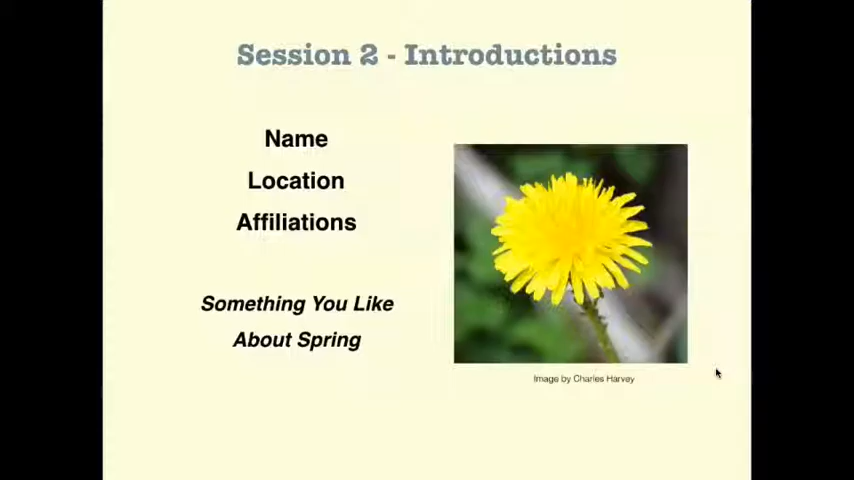 Session 2 - Introductions
Name
Location
Affiliations
Something You Like
About Spring
Image by Charles Harvey